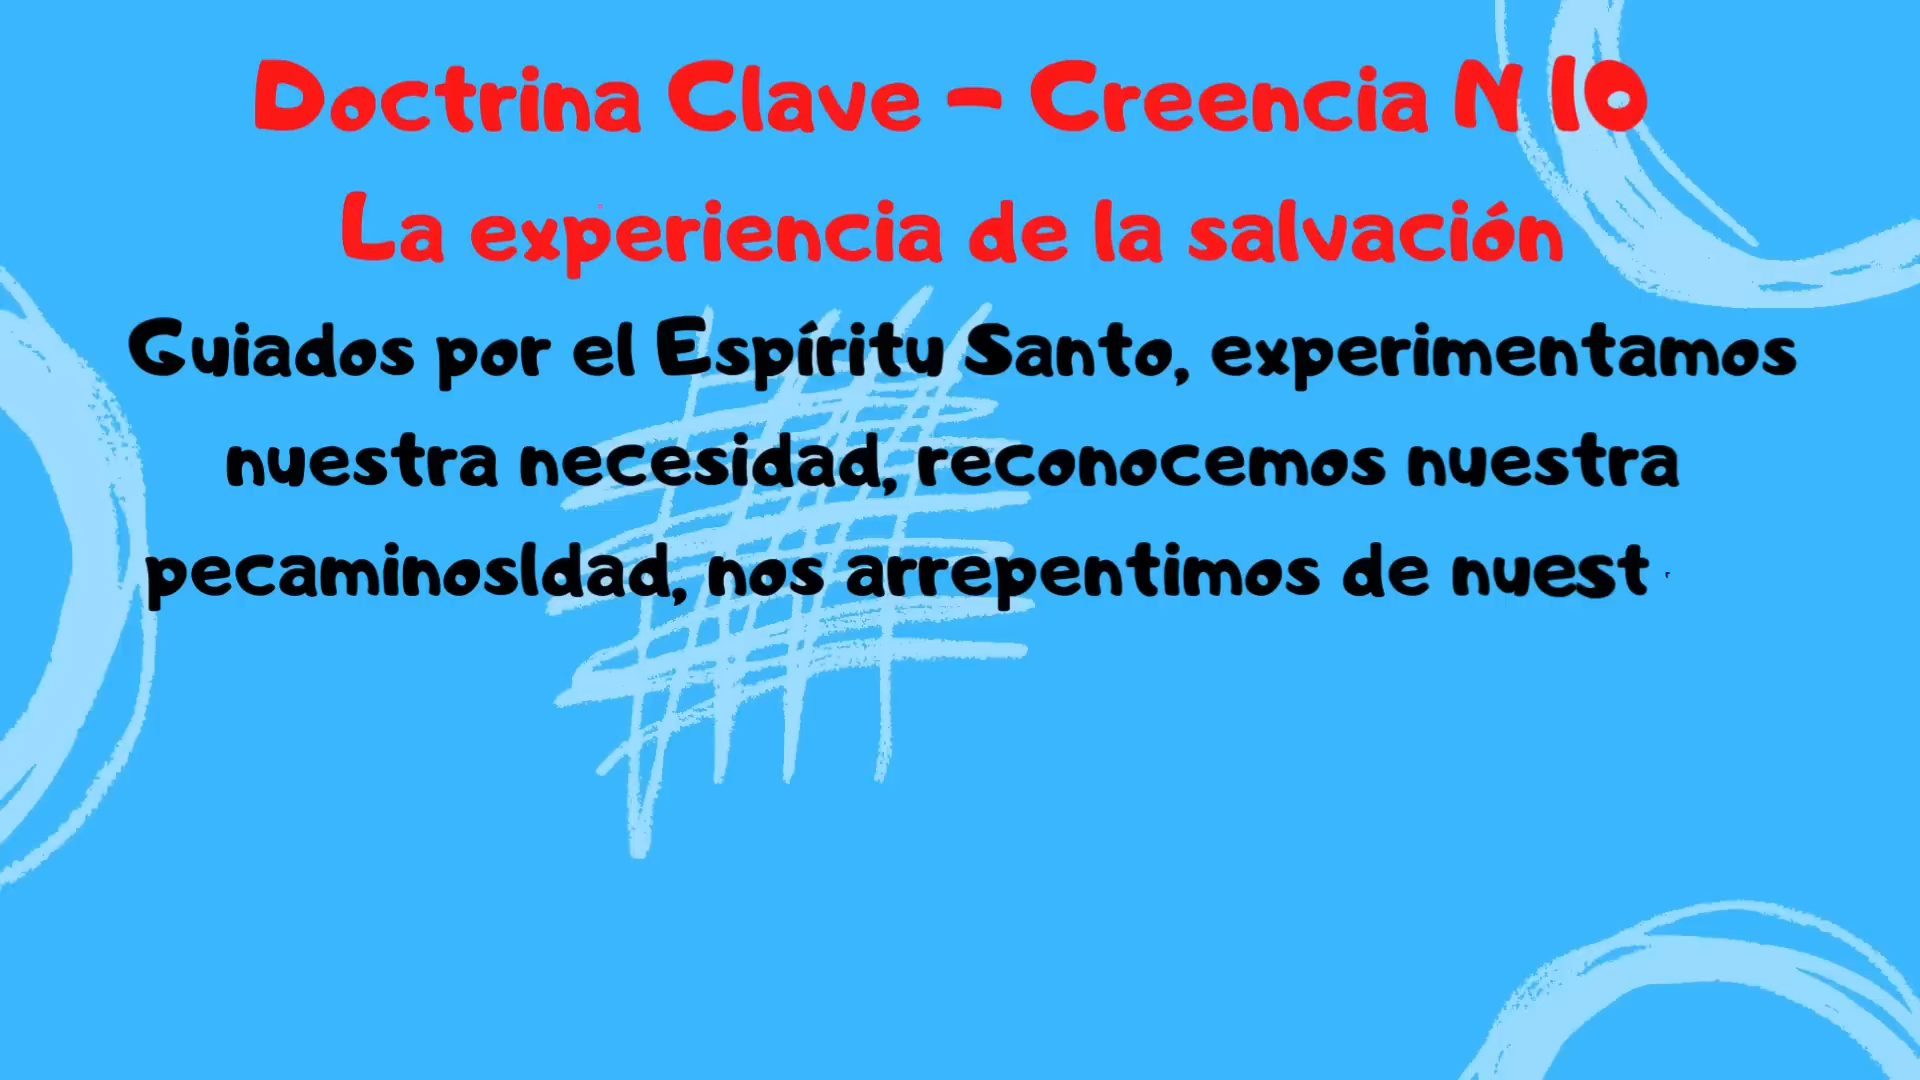 Doctrina Clave - Creencia N 10
La experiencia de la salvación
Guiados por el Espíritu Santo, experimentamos
nuestra necesidad, reconocemos nuestra
pecaminosldad, nos arrepentimos de nuest